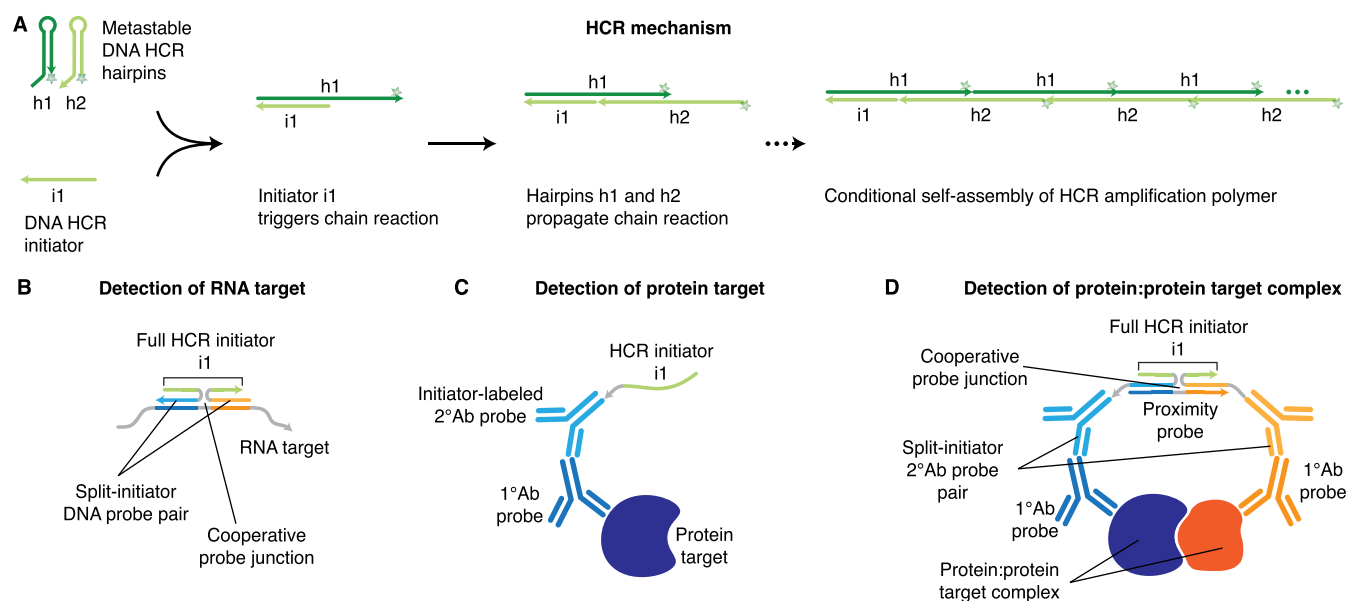 A
HCR mechanism
Metastable
DNA HCR
hairpins
h1
h2
i1
DNA HCR
initiator
h1
i1
Initiator i1
triggers chain reaction
h1
i1
h2
Hairpins h1 and h2
propagate chain reaction
h1
h1
h1
i1
h2
h2
h2
Conditional self-assembly of HCR amplification polymer
B
Detection of RNA target
Full HCR initiator
i1
RNA target
Split-initiator
DNA probe pair
Cooperative
probe junction
C
Detection of protein target
HCR initiator
i1
Initiator-labeled
2°Ab probe
1°Ab
probe
Protein
target
D
Detection of protein:protein target complex
Full HCR initiator
i1
Cooperative
probe junction
Proximity
probe
Split-initiator
2°Ab probe
pair
1°Ab
probe
1°Ab
probe
Protein:protein
target complex